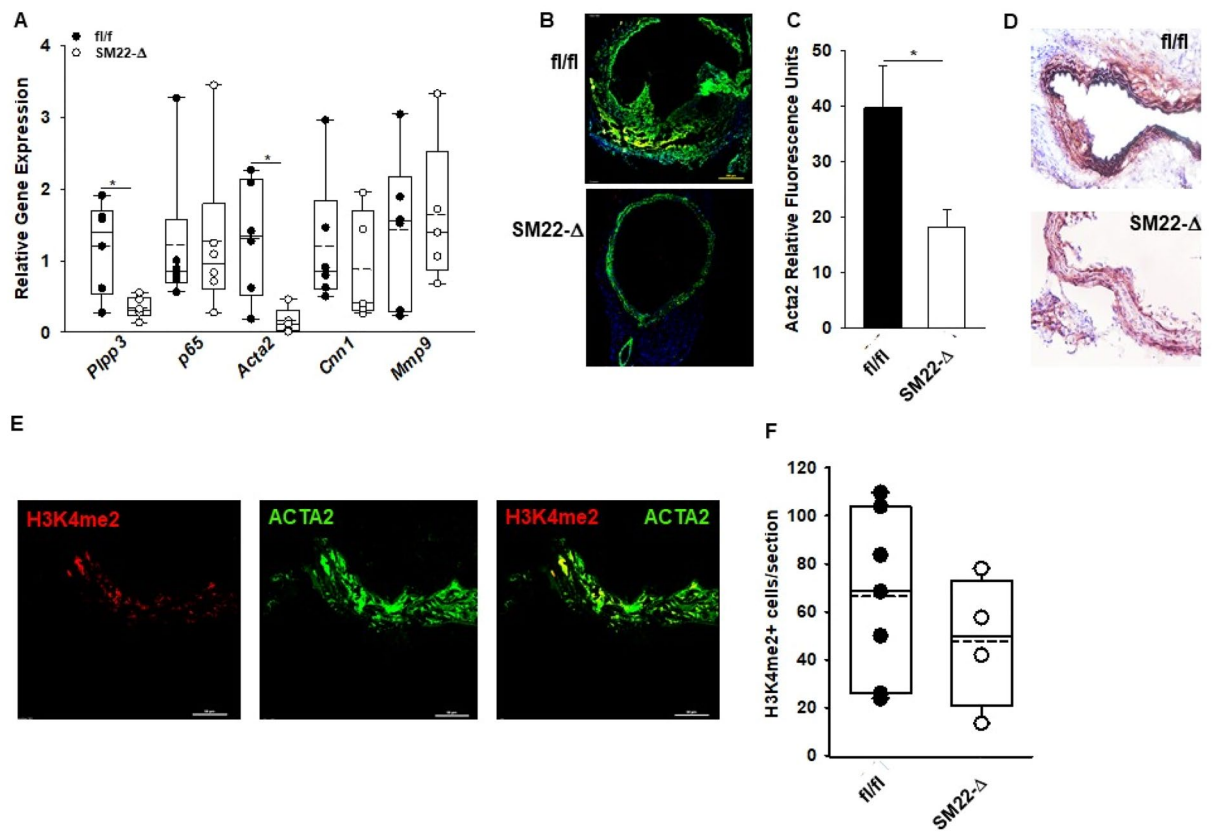 A
fl/f
SM22-Δ
Relative Gene Expression
4
3
2
1
0
*
*
Plpp3
p65
Acta2
Cnn1
Mmp9
B
fl/fl
SM22-Δ
C
Acta2 Relative Fluorescence Units
50
40
30
20
10
0
*
fl/fl
SM22-Δ
D
fl/fl
SM22-Δ
E
H3K4me2
ACTA2
H3K4me2 ACTA2
F
H3K4me2+ cells/section
120
100
80
60
40
20
0
fl/fl
SM22-Δ